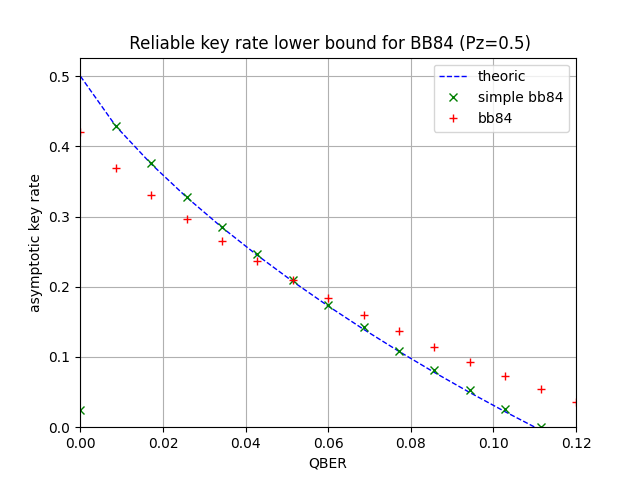 Reliable key rate lower bound for BB84 (Pz=0.5)
theoric
simple bb84
bb84
asymptotic key rate
0.5
0.4
0.3
0.2
0.1
0.0
0.00 0.02 0.04 0.06 0.08 0.10 0.12
QBER